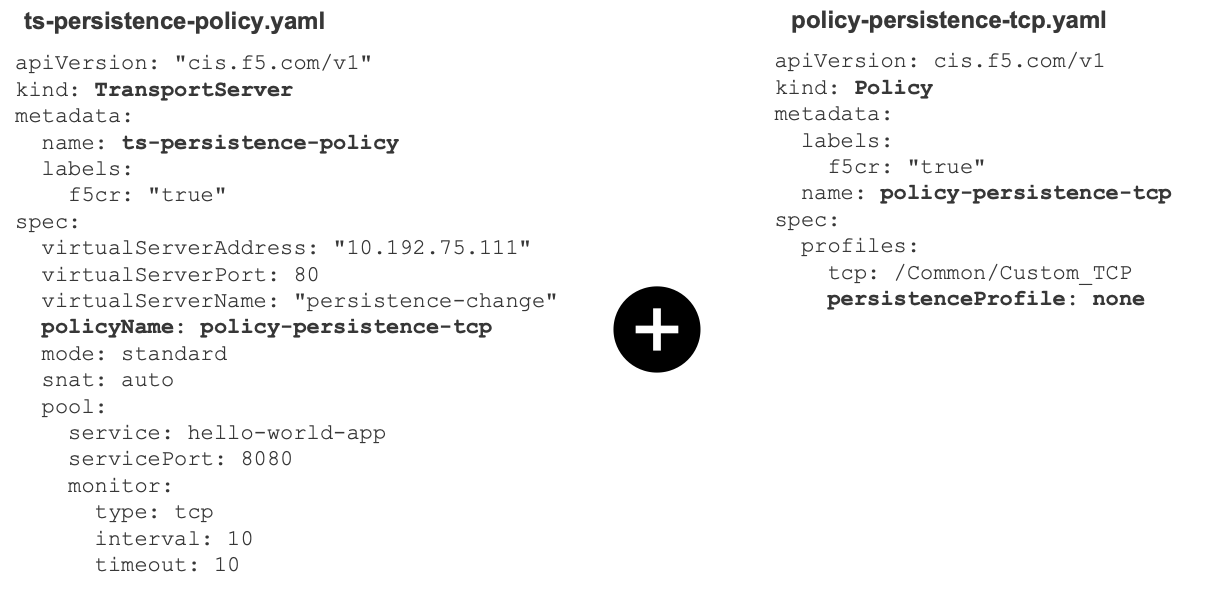 ts-persistence-policy.yaml
apiVersion: "cis.f5.com/v1"
kind: TransportServer
metadata:
  name: ts-persistence-policy
  labels:
    f5cr: "true"
spec:
  virtualServerAddress: "10.192.75.111"
  virtualServerPort: 80
  virtualServerName: "persistence-change"
  policyName: policy-persistence-tcp
  mode: standard
  snat: auto
  pool:
    service: hello-world-app
    servicePort: 8080
    monitor:
      type: tcp
      interval: 10
      timeout: 10
policy-persistence-tcp.yaml
apiVersion: cis.f5.com/v1
kind: Policy
metadata:
  labels:
    f5cr: "true"
  name: policy-persistence-tcp
spec:
  profiles:
    tcp: /Common/Custom_TCP
    persistenceProfile: none